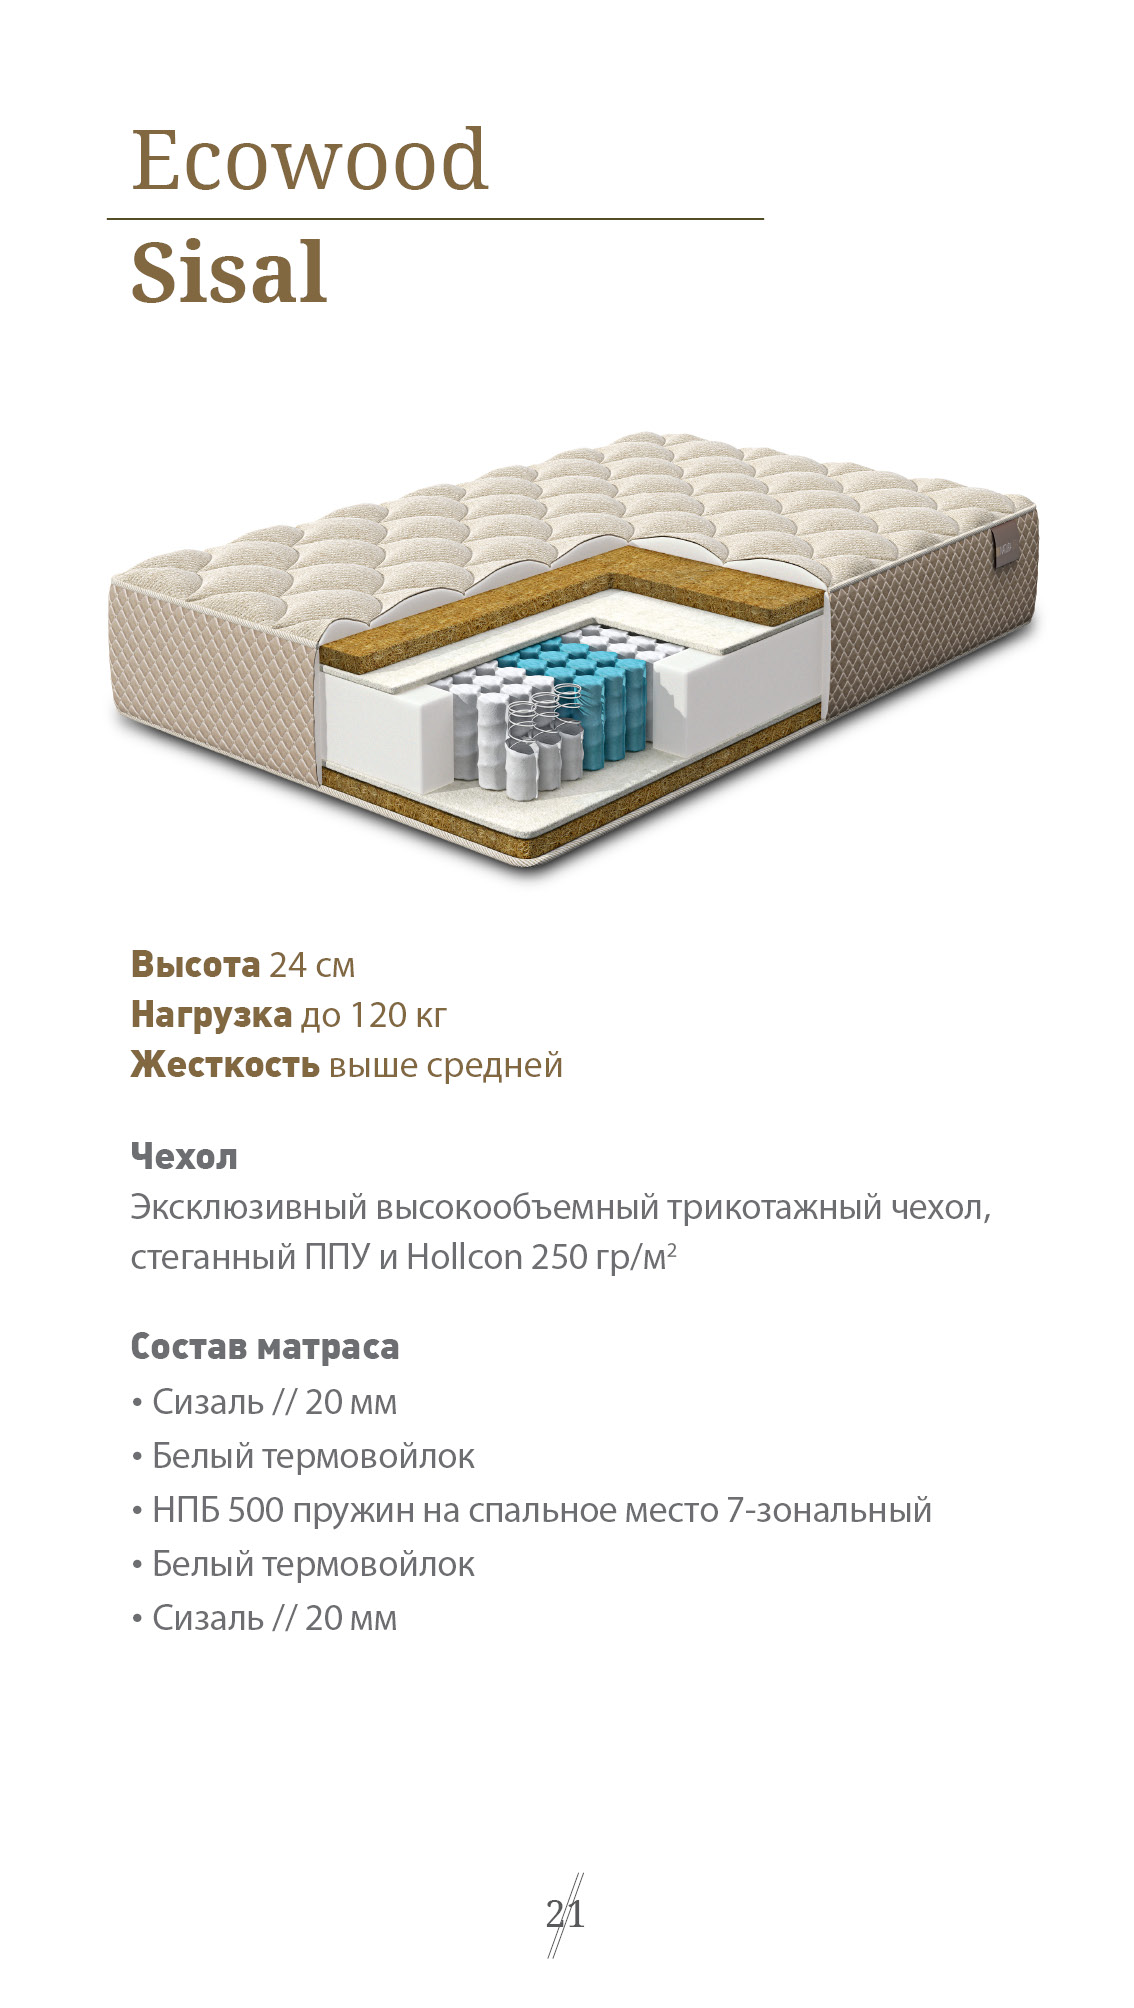 Ecowood
Sisal
Высота 24 см
Нагрузка до 120 кг
Жесткость выше средней
Чехол
Эксклюзивный высокообъемный трикотажный чехол,
стеганный ППУ и Hollcon 250 гр/м²
Состав матраса
• Сизаль // 20 мм
• Белый термовойлок
• НПБ 500 пружин на спальное место 7-зональный
• Белый термовойлок
• Сизаль // 20 мм
21